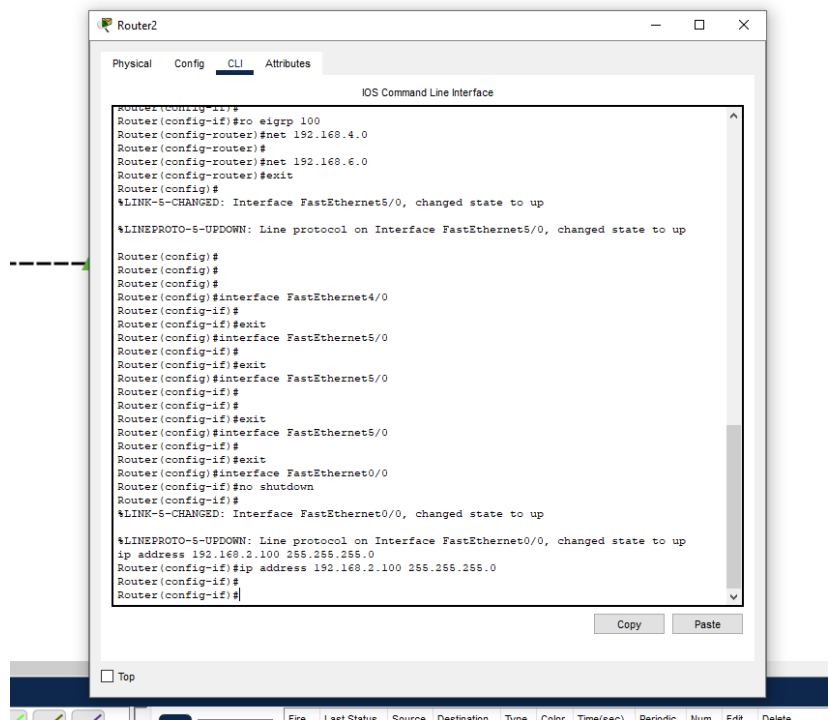 Router2
Physical Config CLI Attributes
IOS Command Line Interface
Router(config-if)#
Router(config-if)#ro eigrp 100
Router(config-router)#net 192.168.4.0
Router(config-router)#
Router(config-router)#net 192.168.6.0
Router(config-router)#exit
Router(config)#
%LINK-5-CHANGED: Interface FastEthernet5/0, changed state to up
%LINEPROTO-5-UPDOWN: Line protocol on Interface FastEthernet5/0, changed state to up
Router(config)#
Router(config)#
Router(config)#
Router(config)#interface FastEthernet4/0
Router(config-if)#
Router(config-if)#exit
Router(config)#interface FastEthernet5/0
Router(config-if)#
Router(config-if)#exit
Router(config)#interface FastEthernet5/0
Router(config-if)#
Router(config-if)#
Router(config-if)#exit
Router(config)#interface FastEthernet5/0
Router(config-if)#
Router(config-if)#exit
Router(config)#interface FastEthernet0/0
Router(config-if)#no shutdown
Router(config-if)#
%LINK-5-CHANGED: Interface FastEthernet0/0, changed state to up
%LINEPROTO-5-UPDOWN: Line protocol on Interface FastEthernet0/0, changed state to up
ip address 192.168.2.100 255.255.255.0
Router(config-if)#ip address 192.168.2.100 255.255.255.0
Router(config-if)#
Router(config-if)#
Copy Paste
Top
Fire Last Status Source Destination Type Color Time(sec) Periodic Num Edit Delete